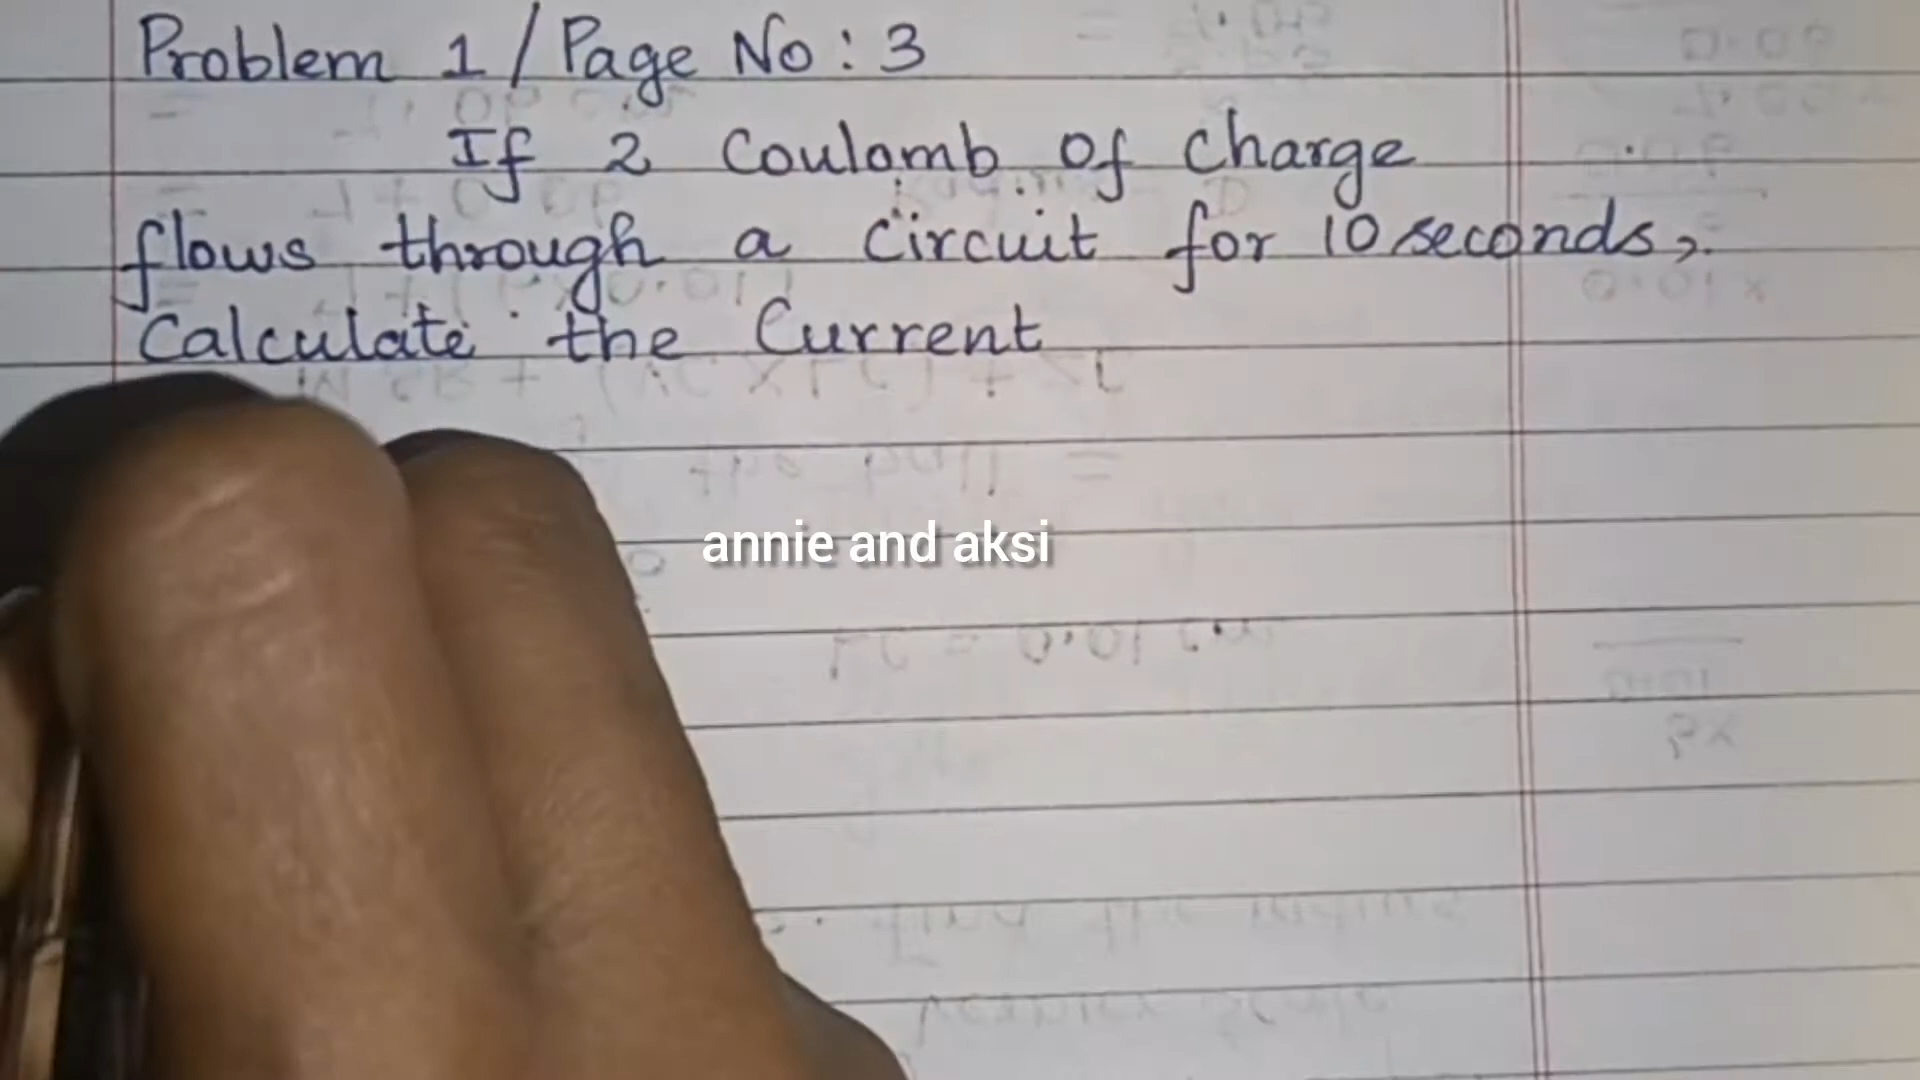 Problem 1 / Page No : 3
If 2 Coulomb of charge
flows through a circuit for 10 seconds,
Calculate the Current
annie and aksi